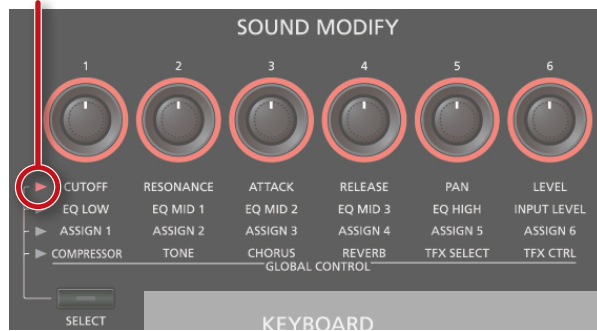 SOUND MODIFY
1 2 3 4 5 6
CUTOFF RESONANCE ATTACK RELEASE PAN LEVEL
EQ LOW EQ MID 1 EQ MID 2 EQ MID 3 EQ HIGH INPUT LEVEL
ASSIGN 1 ASSIGN 2 ASSIGN 3 ASSIGN 4 ASSIGN 5 ASSIGN 6
COMPRESSOR TONE CHORUS REVERB TFX SELECT TFX CTRL
GLOBAL CONTROL
SELECT
KEYBOARD